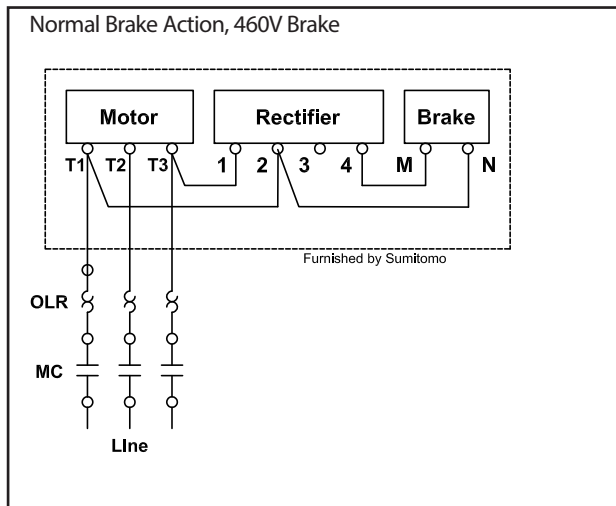 Normal Brake Action, 460V Brake
Motor Rectifier Brake
T1 T2 T3 1 2 3 4 M N
Furnished by Sumitomo
OLR
MC
LIne